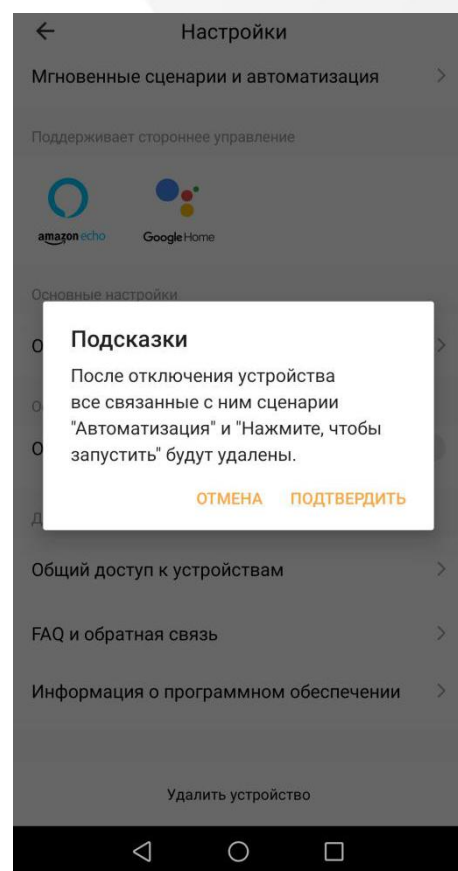 Настройки
Мгновенные сценарии и автоматизация
Поддерживает стороннее управление
amazon echo
Google Home
Основные настройки
О
Подсказки
После отключения устройства
все связанные с ним сценарии
"Автоматизация" и "Нажмите, чтобы
запустить" будут удалены.
ОТМЕНА ПОДТВЕРДИТЬ
Общий доступ к устройствам
FAQ и обратная связь
Информация о программном обеспечении
Удалить устройство